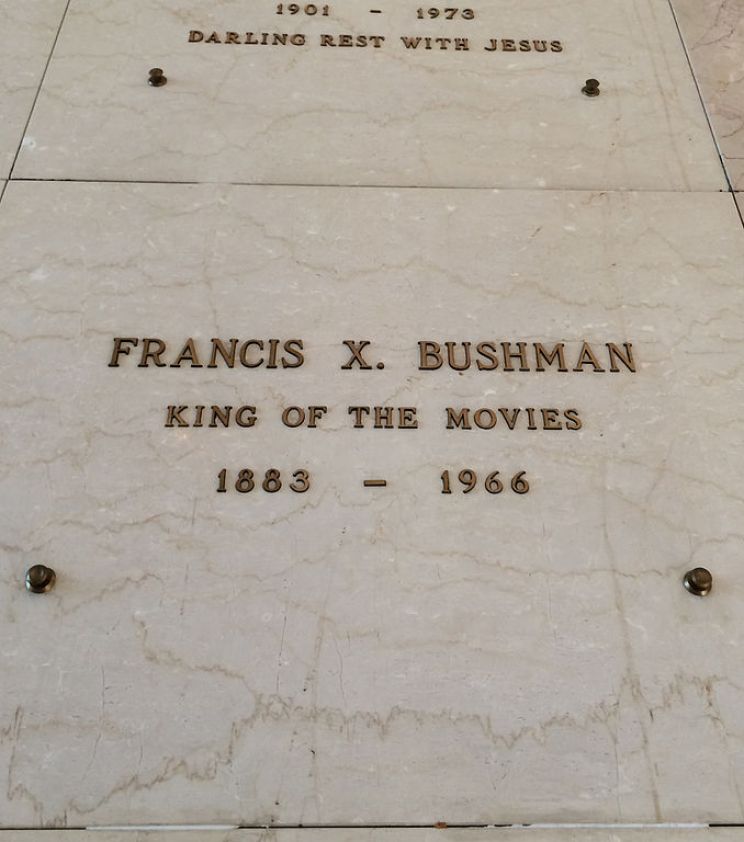 1901 – 1973
DARLING REST WITH JESUS
FRANCIS X. BUSHMAN
KING OF THE MOVIES
1883 – 1966